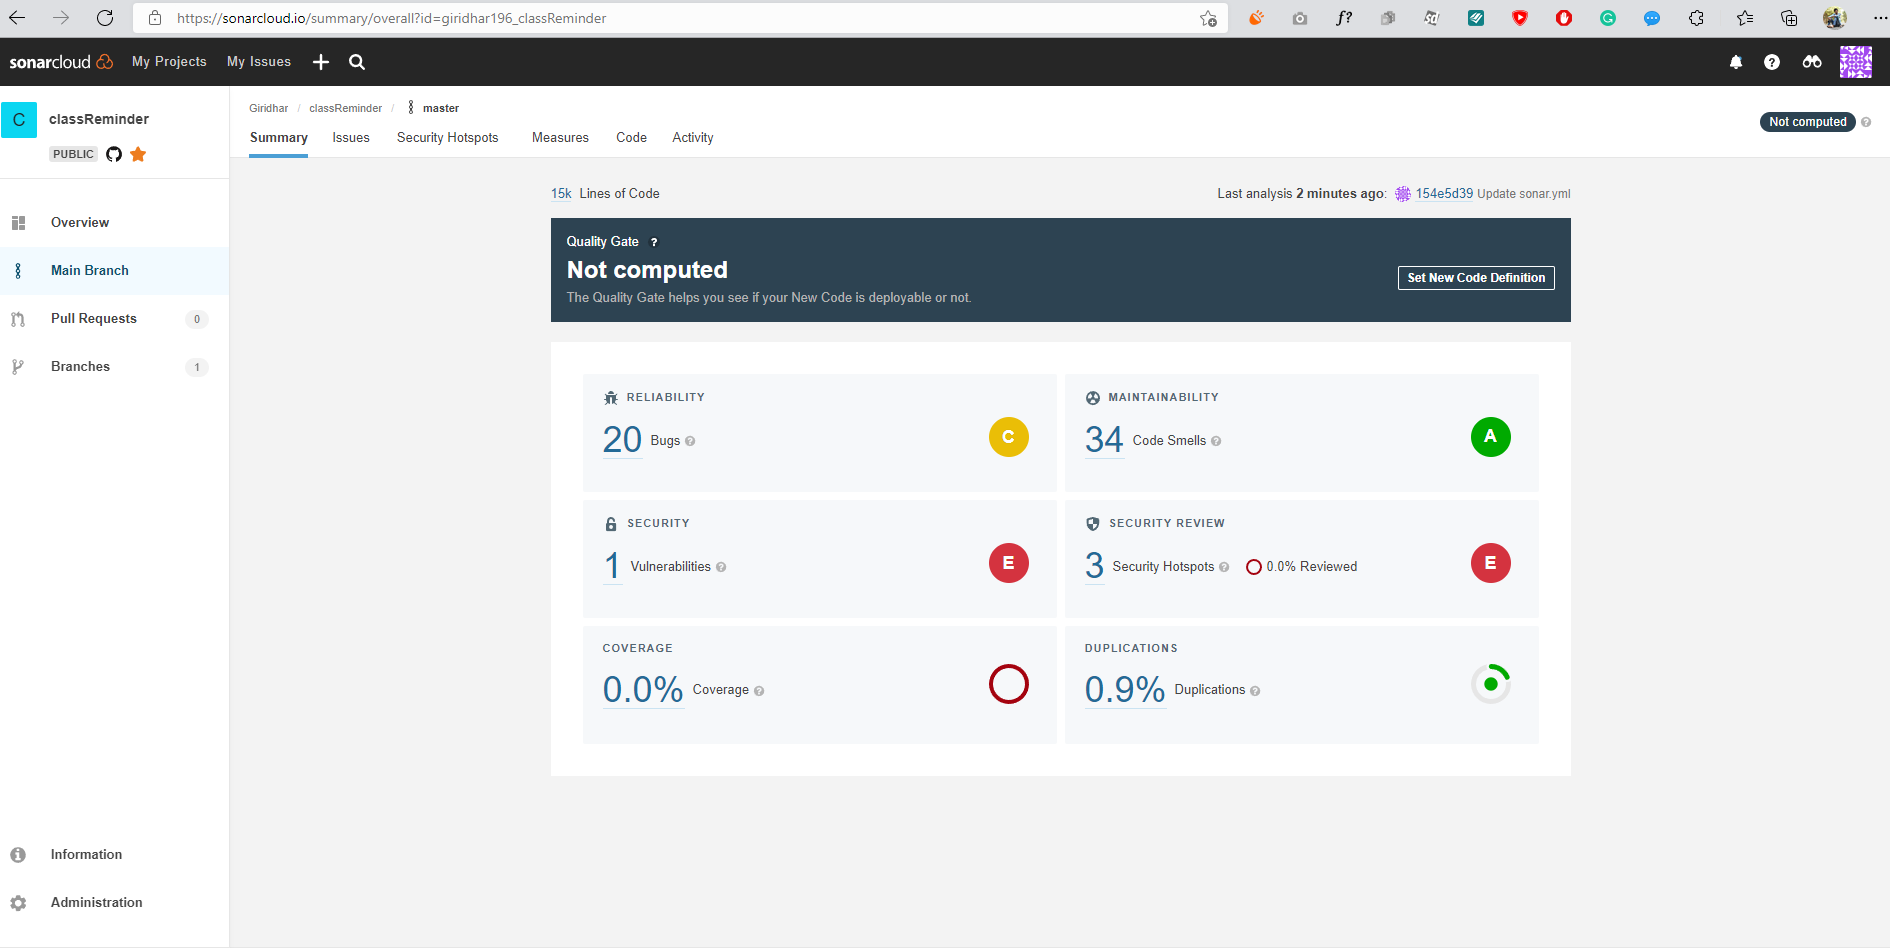 https://sonarcloud.io/summary/overall?id=giridhar196_classReminder
f?
sonarcloud My Projects My Issues
C classReminder
PUBLIC
Overview
Main Branch
Pull Requests 0
Branches 1
Information
Administration
Giridhar / classReminder / master
Not computed
Summary Issues Security Hotspots Measures Code Activity
15k Lines of Code Last analysis 2 minutes ago: 154e5d39 Update sonar.yml
Quality Gate ?
Not computed
The Quality Gate helps you see if your New Code is deployable or not.
Set New Code Definition
RELIABILITY
20 Bugs ? C
MAINTAINABILITY
34 Code Smells ? A
SECURITY
1 Vulnerabilities ? E
SECURITY REVIEW
3 Security Hotspots ? 0.0% Reviewed E
COVERAGE
0.0% Coverage ?
DUPLICATIONS
0.9% Duplications ?